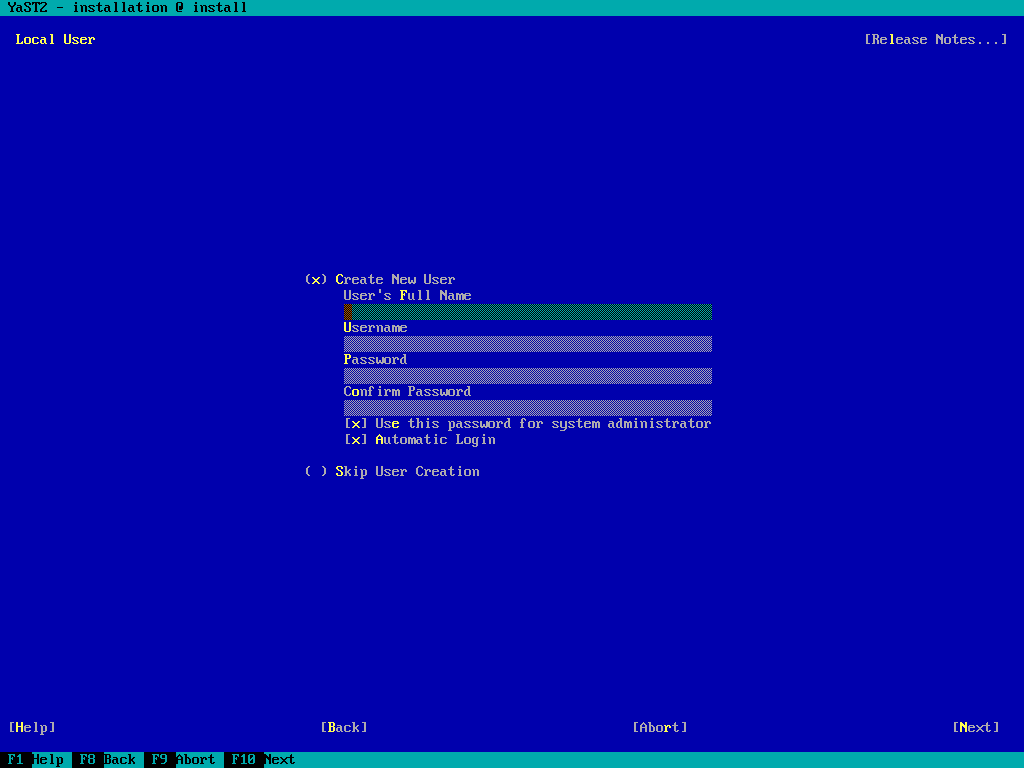 YaST2 - installation @ install
Local User [Release Notes...]
(x) Create New User
User's Full Name
Username
Password
Confirm Password
[x] Use this password for system administrator
[x] Automatic Login
( ) Skip User Creation
[Help] [Back] [Abort] [Next]
F1 Help F8 Back F9 Abort F10 Next